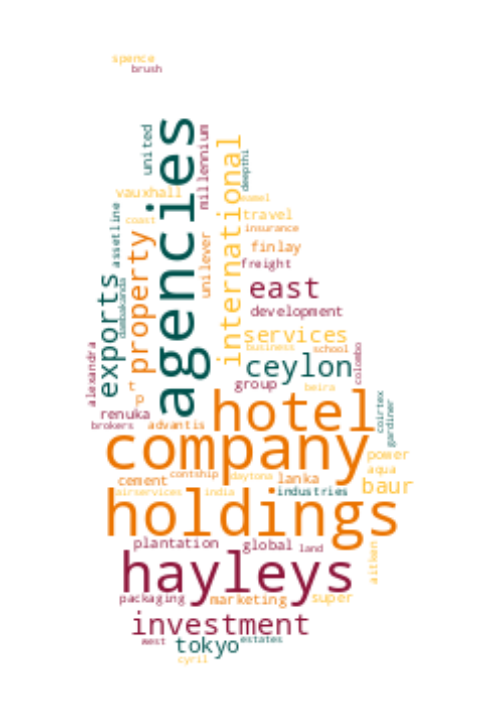 spence
brush
united
agencies
millennium
international
deepthi
vauxhall
enamel
assetline
coast
travel
insurance
property
unilever
finlay
exports
dambakanda
freight
east
development
services
alexandra
business
school
colombo
ceylon
t
p
group
beira
renuka
hotel
coirtex
gardiner
brokers
advantis
company
power
aqua
cement
contship
daytona
lanka
baur
airservices
india
industries
holdings
plantation
global
land
aitken
hayleys
packaging
marketing
super
investment
west
tokyo
estates
cyril